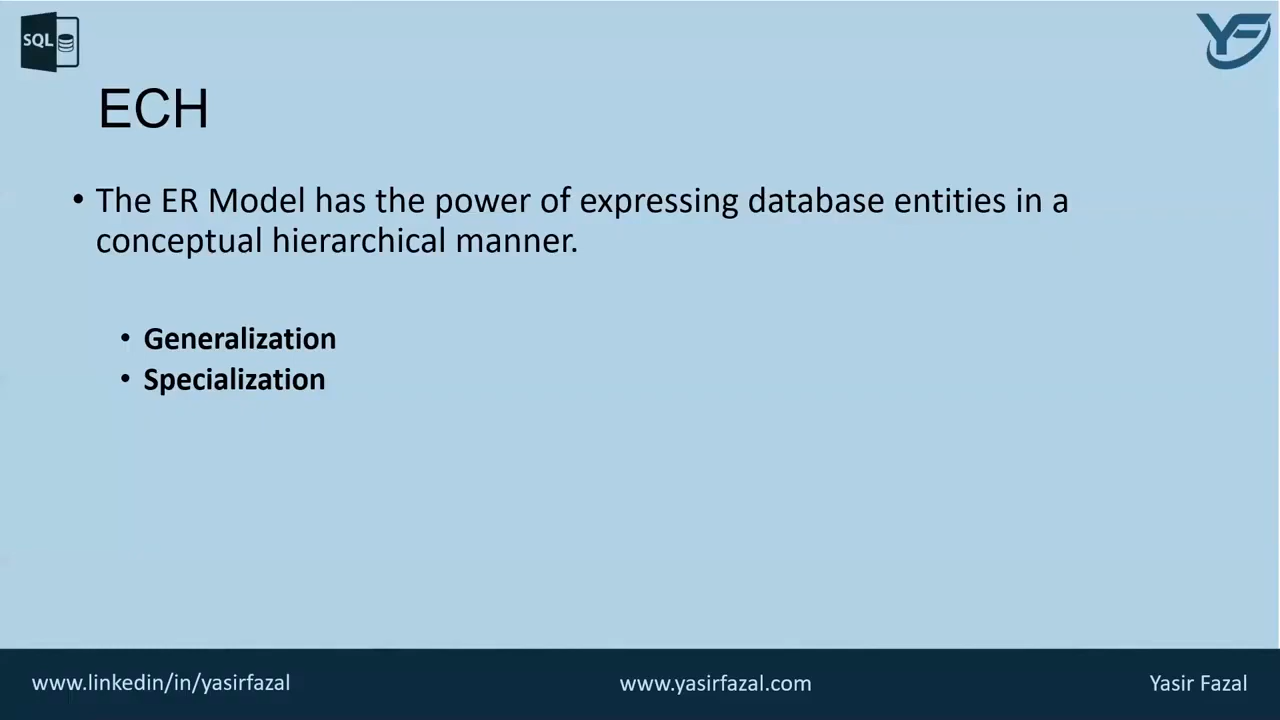 SQL
YF
ECH
• The ER Model has the power of expressing database entities in a
conceptual hierarchical manner.
• Generalization
• Specialization
www.linkedin/in/yasirfazal
www.yasirfazal.com
Yasir Fazal